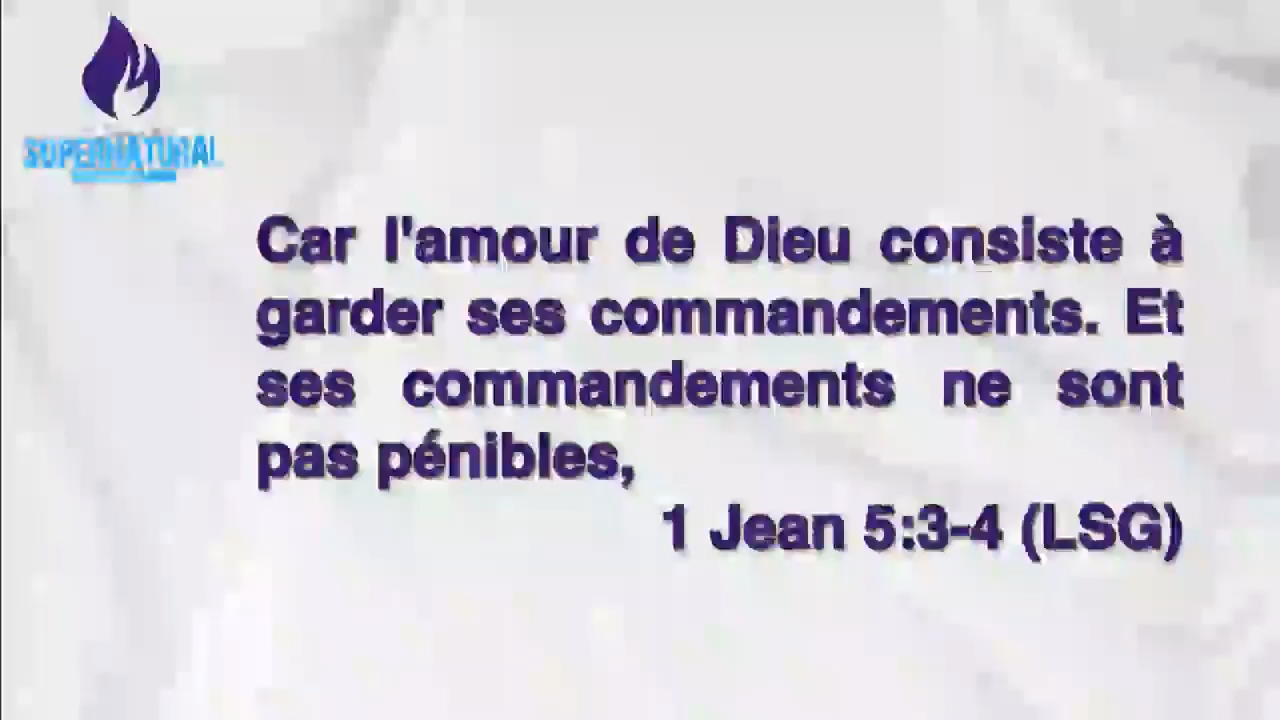 SUPERNATURAL
Car l'amour de Dieu consiste à
garder ses commandements. Et
ses commandements ne sont
pas pénibles,
1 Jean 5:3-4 (LSG)